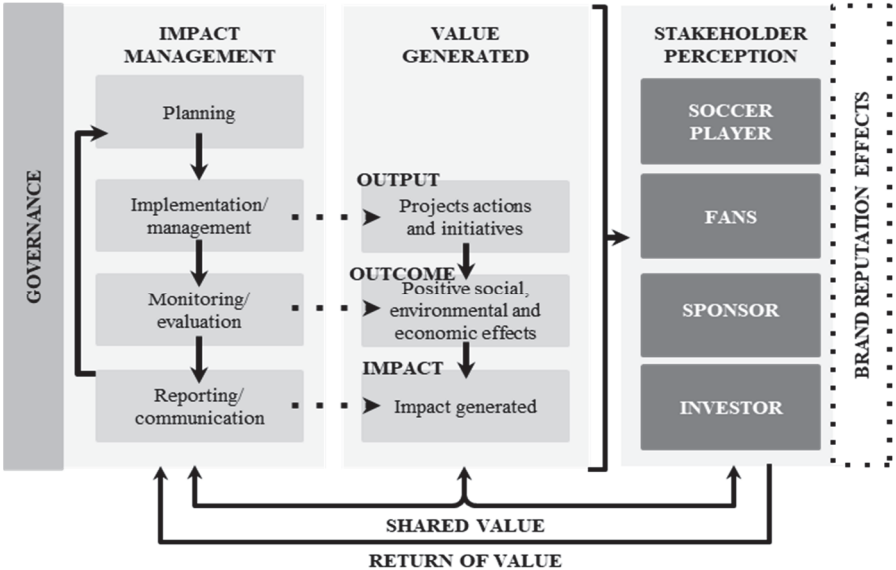 GOVERNANCE
IMPACT
MANAGEMENT
Planning
Implementation/
management
Monitoring/
evaluation
Reporting/
communication
VALUE
GENERATED
OUTPUT
Projects actions
and initiatives
OUTCOME
Positive social,
environmental and
economic effects
IMPACT
Impact generated
STAKEHOLDER
PERCEPTION
SOCCER
PLAYER
FANS
SPONSOR
INVESTOR
BRAND REPUTATION EFFECTS
SHARED VALUE
RETURN OF VALUE